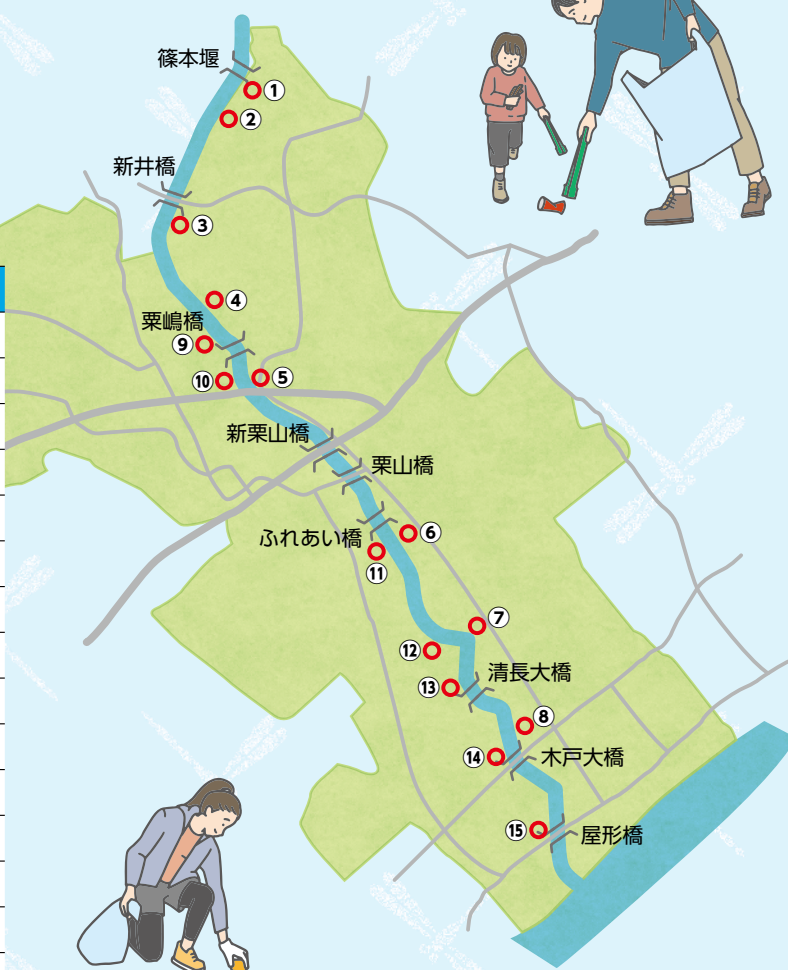 篠本堰
①
②
新井橋
③
④
粟嶋橋
⑨
⑩
⑤
新栗山橋
栗山橋
ふれあい橋
⑥
⑪
⑦
⑫
清長大橋
⑬
⑧
⑭
木戸大橋
⑮
屋形橋